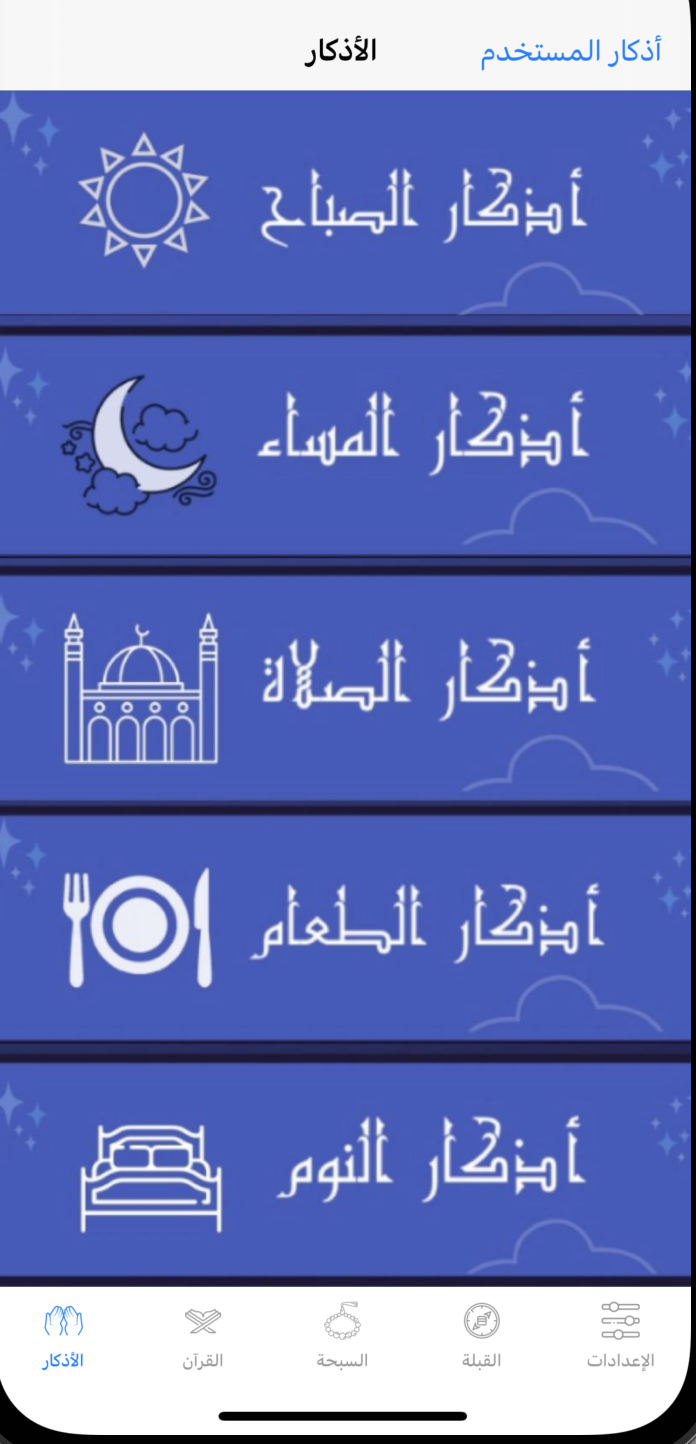 أذكار المستخدم
الأذكار
أذكار الصباح
أذكار المساء
أذكار الصلاة
أذكار الطعام
أذكار النوم
الإعدادات
القبلة
السبحة
القرآن
الأذكار